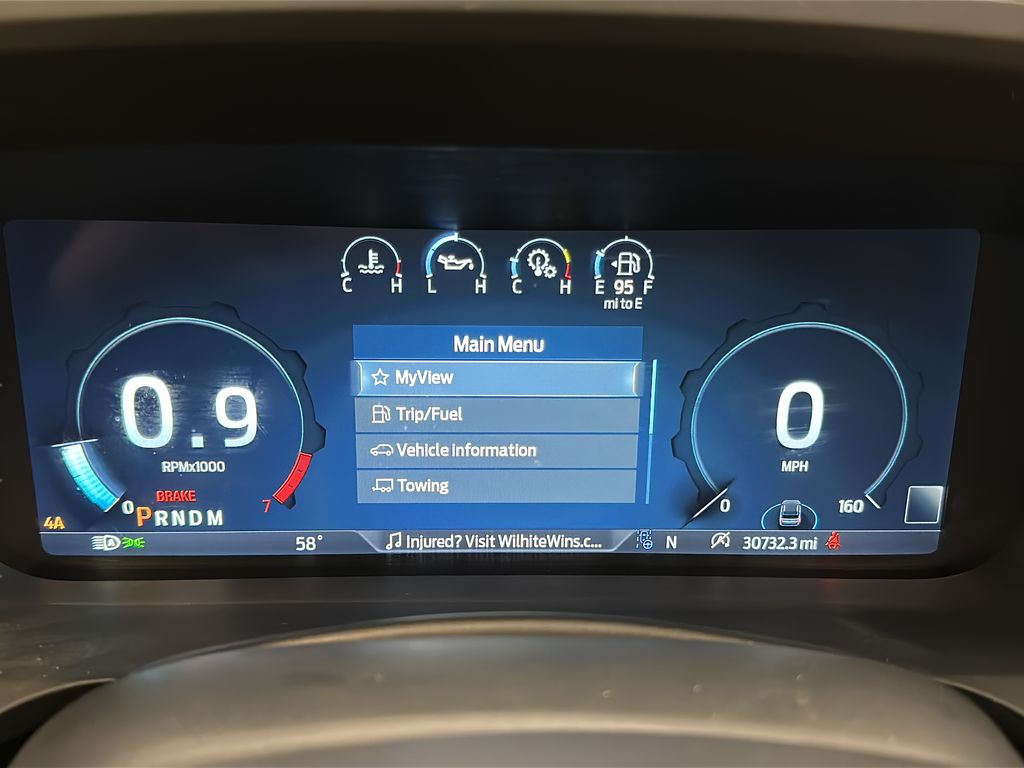 C H
L H
C H
E 95 F
mi to E
Main Menu
MyView
Trip/Fuel
Vehicle information
Towing
0.9
RPMx1000
BRAKE
0
7
PRNDM
4A
0
MPH
0
160
A
58°
Injured? Visit WilhiteWins.c...
N
30732.3 mi